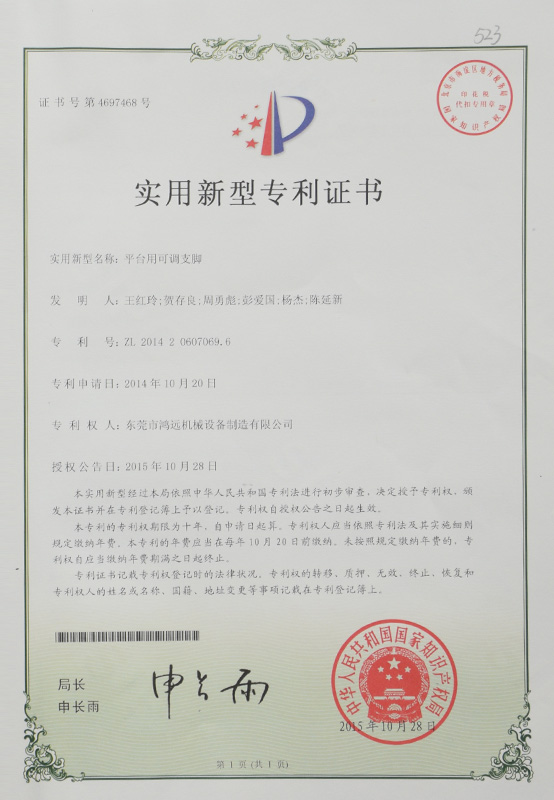 523
证书号第4697468号
印花税
代扣专用章
实用新型专利证书
实用新型名称：平台用可调支脚
发明人：王红玲;贺存良;周勇彪;彭爱国;杨杰;陈延新
专利号：ZL 2014 2 0607069.6
专利申请日：2014年10月20日
专利权人：东莞市鸿远机械设备制造有限公司
授权公告日：2015年10月28日
本实用新型经过本局依照中华人民共和国专利法进行初步审查，决定授予专利权，颁
发本证书并在专利登记簿上予以登记。专利权自授权公告之日起生效。
本专利的专利权期限为十年，自申请日起算。专利权人应当依照专利法及其实施细则
规定缴纳年费。本专利的年费应当在每年10月20日前缴纳。未按照规定缴纳年费的，专利
权自应当缴纳年费期满之日起终止。
专利证书记载专利权登记时的法律状况。专利权的转移、质押、无效、终止、恢复和
专利权人的姓名或名称、国籍、地址变更等事项记载在专利登记簿上。
局长
申长雨
申长雨
中华人民共和国国家知识产权局
2015年10月28日
第1页(共1页)